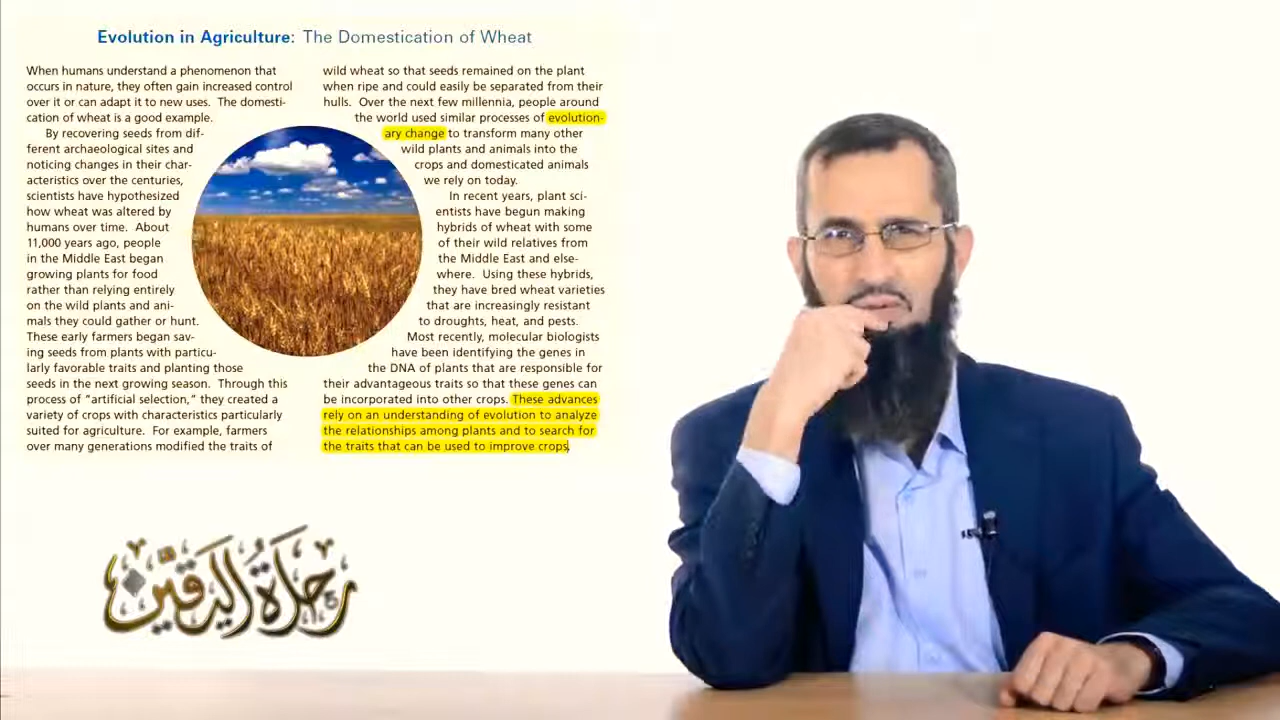 Evolution in Agriculture: The Domestication of Wheat
When humans understand a phenomenon that
occurs in nature, they often gain increased control
over it or can adapt it to new uses. The domesti-
cation of wheat is a good example.
By recovering seeds from dif-
ferent archaeological sites and
noticing changes in their char-
acteristics over the centuries,
scientists have hypothesized
how wheat was altered by
humans over time. About
11,000 years ago, people
in the Middle East began
growing plants for food
rather than relying entirely
on the wild plants and ani-
mals they could gather or hunt.
These early farmers began sav-
ing seeds from plants with particu-
larly favorable traits and planting those
seeds in the next growing season. Through this
process of “artificial selection,” they created a
variety of crops with characteristics particularly
suited for agriculture. For example, farmers
over many generations modified the traits of
wild wheat so that seeds remained on the plant
when ripe and could easily be separated from their
hulls. Over the next few millennia, people around
the world used similar processes of evolution-
ary change to transform many other
wild plants and animals into the
crops and domesticated animals
we rely on today.
In recent years, plant sci-
entists have begun making
hybrids of wheat with some
of their wild relatives from
the Middle East and else-
where. Using these hybrids,
they have bred wheat varieties
that are increasingly resistant
to droughts, heat, and pests.
Most recently, molecular biologists
have been identifying the genes in
the DNA of plants that are responsible for
their advantageous traits so that these genes can
be incorporated into other crops. These advances
rely on an understanding of evolution to analyze
the relationships among plants and to search for
the traits that can be used to improve crops.
رحلة اليقين